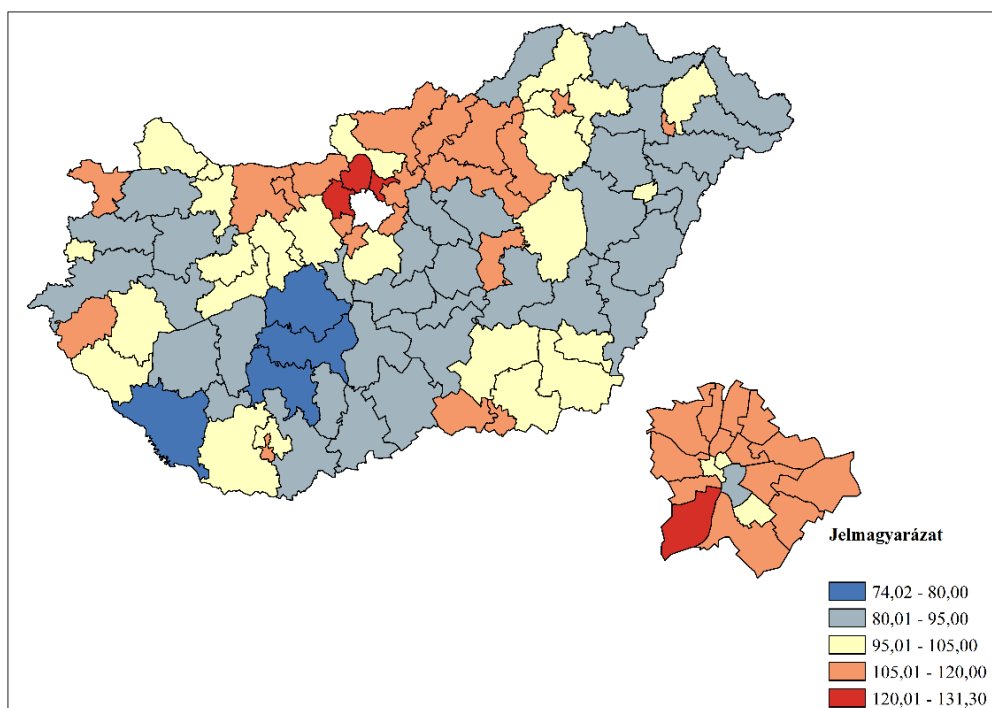 Jelmagyarázat
74,02 - 80,00
80,01 - 95,00
95,01 - 105,00
105,01 - 120,00
120,01 - 131,30